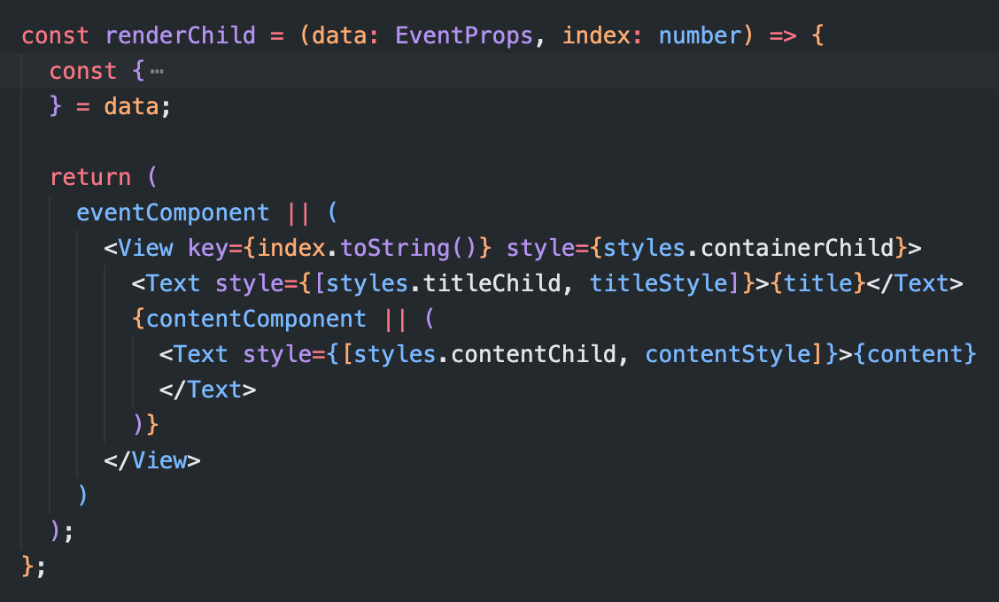 const renderChild = (data: EventProps, index: number) => {
  const {⋯
  } = data;

  return (
    eventComponent || (
      <View key={index.toString()} style={styles.containerChild}>
        <Text style={[styles.titleChild, titleStyle]}>{title}</Text>
        {contentComponent || (
          <Text style={[styles.contentChild, contentStyle]}>{content}
          </Text>
        )}
      </View>
    )
  );
};